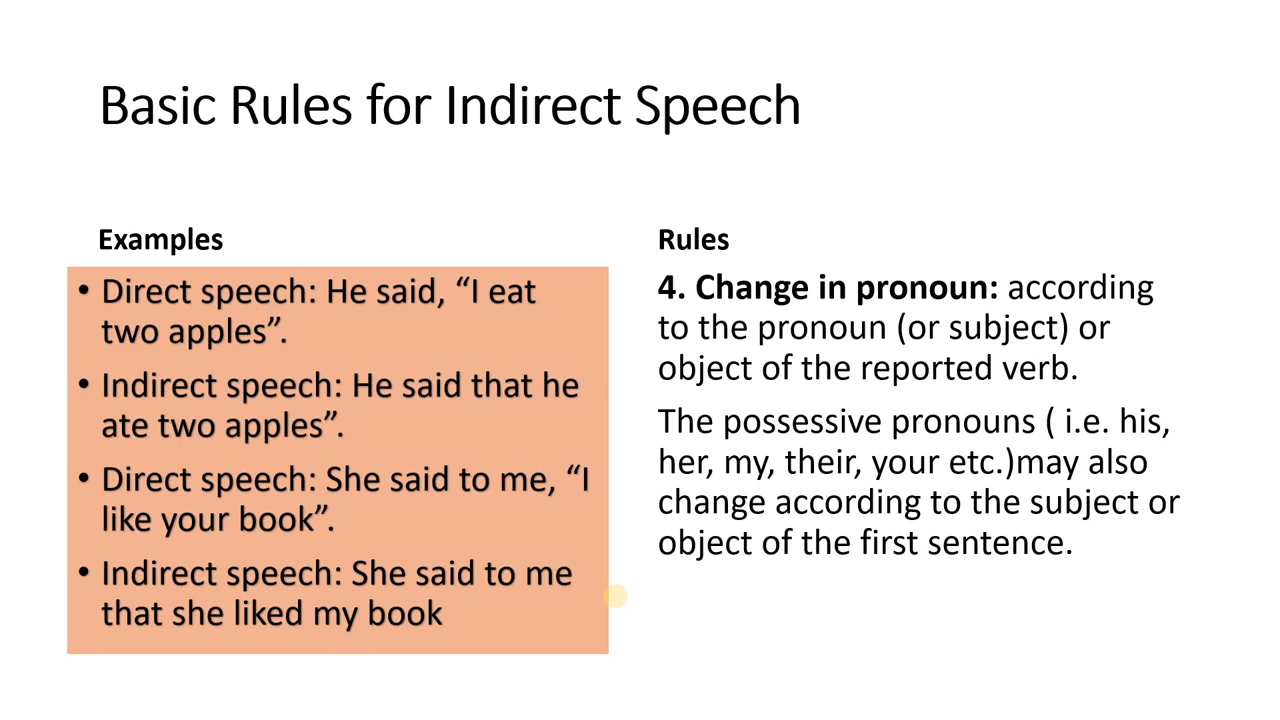 Basic Rules for Indirect Speech
Examples
• Direct speech: He said, “I eat
two apples”.
• Indirect speech: He said that he
ate two apples”.
• Direct speech: She said to me, “I
like your book”.
• Indirect speech: She said to me
that she liked my book
Rules
4. Change in pronoun: according
to the pronoun (or subject) or
object of the reported verb.
The possessive pronouns ( i.e. his,
her, my, their, your etc.)may also
change according to the subject or
object of the first sentence.